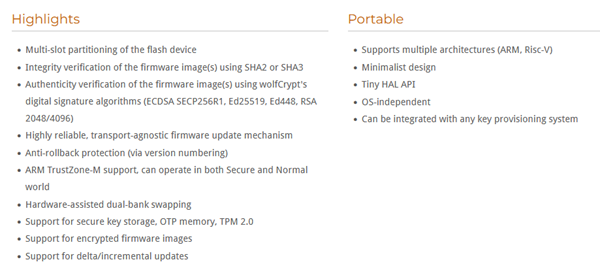 Highlights
Multi-slot partitioning of the flash device
Integrity verification of the firmware image(s) using SHA2 or SHA3
Authenticity verification of the firmware image(s) using wolfCrypt's
digital signature algorithms (ECDSA SECP256R1, Ed25519, Ed448, RSA
2048/4096)
Highly reliable, transport-agnostic firmware update mechanism
Anti-rollback protection (via version numbering)
ARM TrustZone-M support, can operate in both Secure and Normal
world
Hardware-assisted dual-bank swapping
Support for secure key storage, OTP memory, TPM 2.0
Support for encrypted firmware images
Support for delta/incremental updates
Portable
Supports multiple architectures (ARM, Risc-V)
Minimalist design
Tiny HAL API
OS-independent
Can be integrated with any key provisioning system